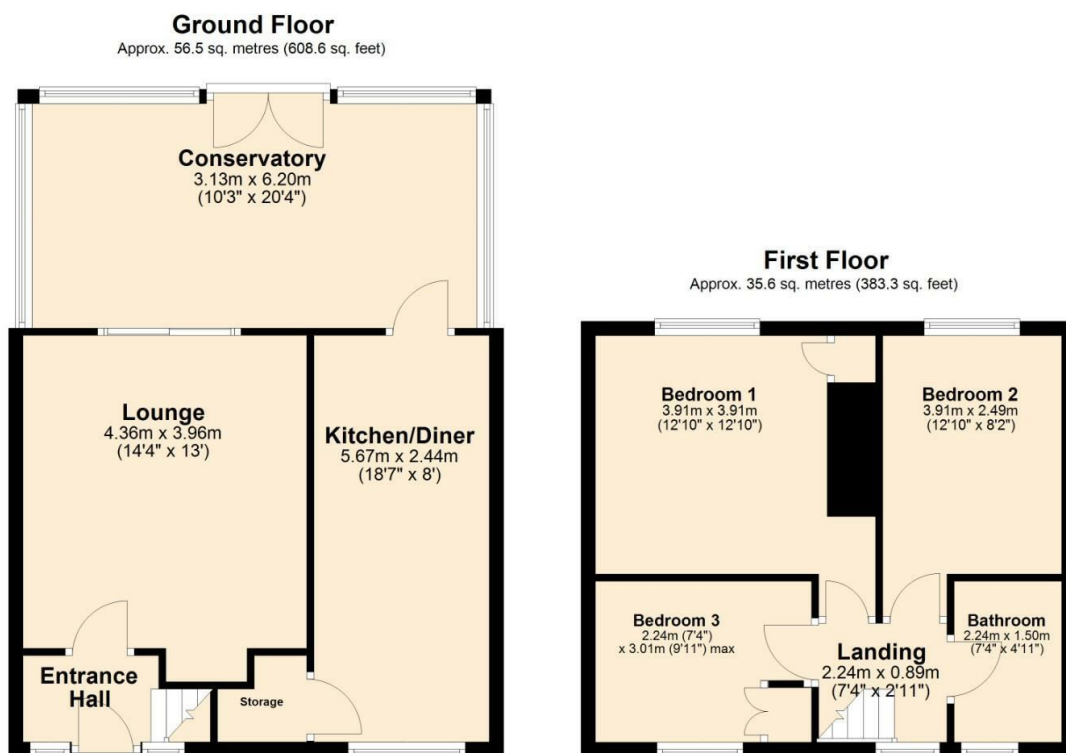 Ground Floor
Approx. 56.5 sq. metres (608.6 sq. feet)
Conservatory
3.13m x 6.20m
(10'3" x 20'4")
Lounge
4.36m x 3.96m
(14'4" x 13')
Kitchen/Diner
5.67m x 2.44m
(18'7" x 8')
Entrance
Hall
Storage
First Floor
Approx. 35.6 sq. metres (383.3 sq. feet)
Bedroom 1
3.91m x 3.91m
(12'10" x 12'10")
Bedroom 2
3.91m x 2.49m
(12'10" x 8'2")
Bedroom 3
2.24m (7'4")
x 3.01m (9'11") max
Landing
2.24m x 0.89m
(7'4" x 2'11")
Bathroom
2.24m x 1.50m
(7'4" x 4'11")